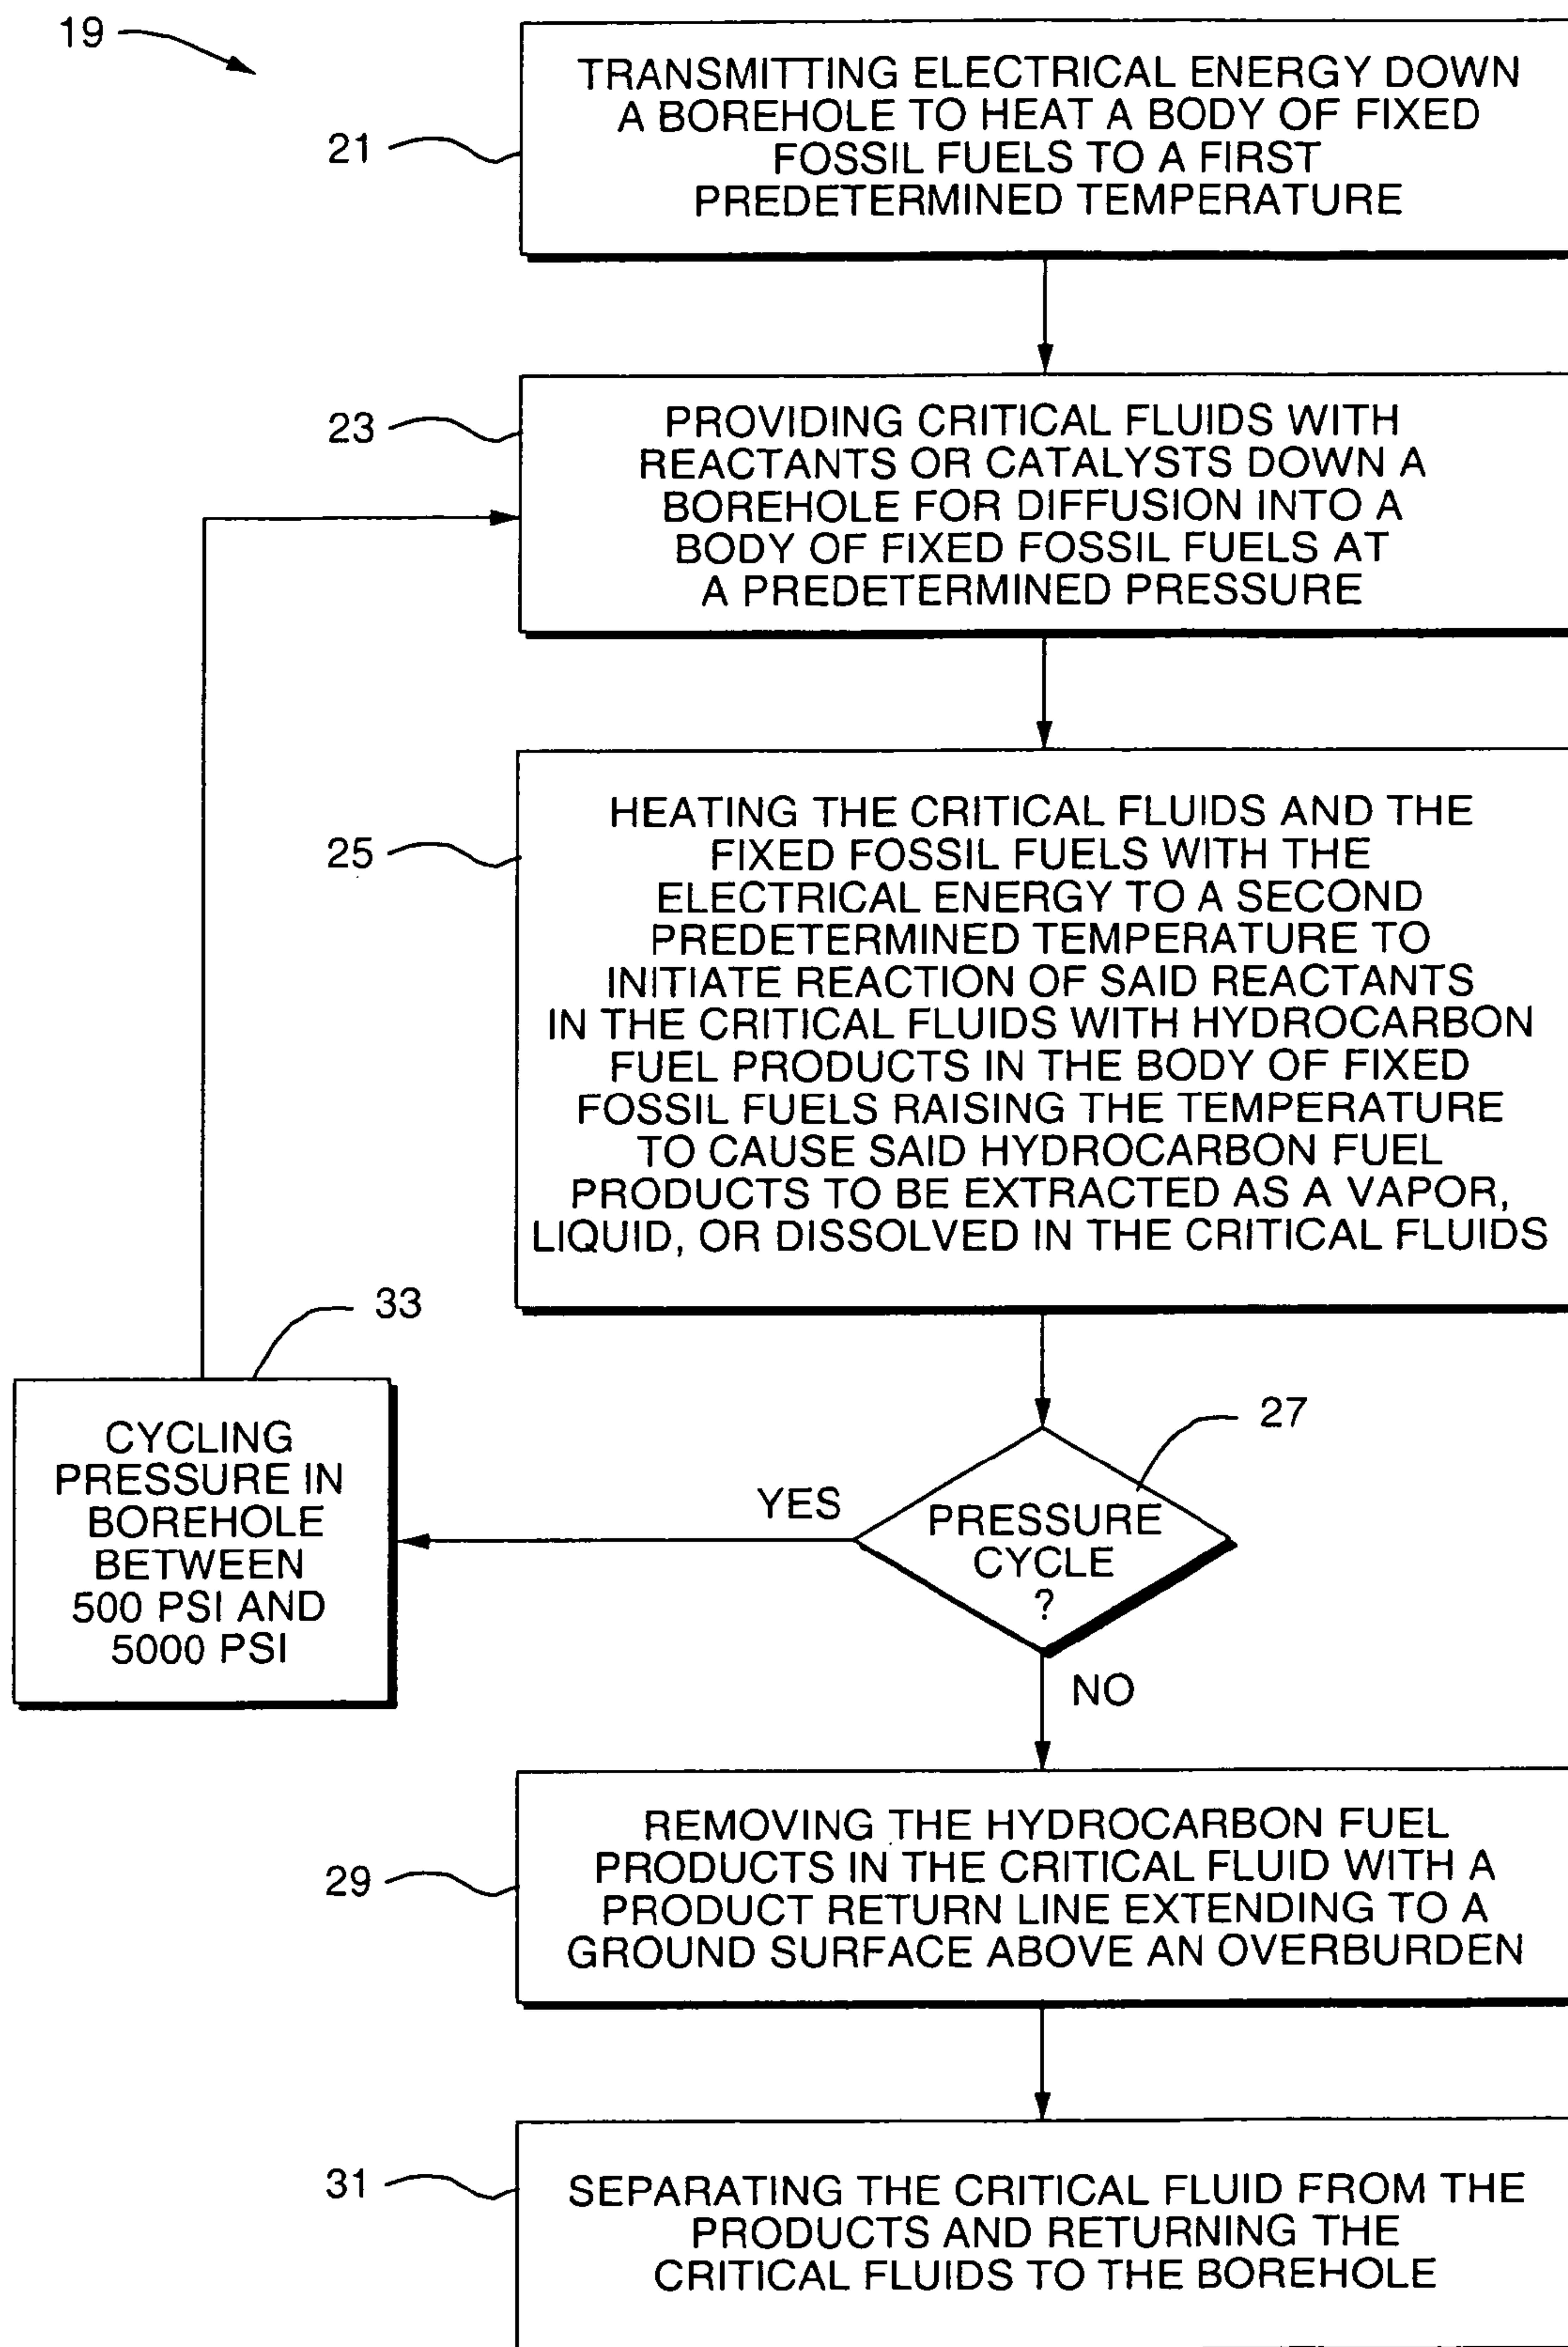 19
21
TRANSMITTING ELECTRICAL ENERGY DOWN
A BOREHOLE TO HEAT A BODY OF FIXED
FOSSIL FUELS TO A FIRST
PREDETERMINED TEMPERATURE
23
PROVIDING CRITICAL FLUIDS WITH
REACTANTS OR CATALYSTS DOWN A
BOREHOLE FOR DIFFUSION INTO A
BODY OF FIXED FOSSIL FUELS AT
A PREDETERMINED PRESSURE
25
HEATING THE CRITICAL FLUIDS AND THE
FIXED FOSSIL FUELS WITH THE
ELECTRICAL ENERGY TO A SECOND
PREDETERMINED TEMPERATURE TO
INITIATE REACTION OF SAID REACTANTS
IN THE CRITICAL FLUIDS WITH HYDROCARBON
FUEL PRODUCTS IN THE BODY OF FIXED
FOSSIL FUELS RAISING THE TEMPERATURE
TO CAUSE SAID HYDROCARBON FUEL
PRODUCTS TO BE EXTRACTED AS A VAPOR,
LIQUID, OR DISSOLVED IN THE CRITICAL FLUIDS
33
CYCLING
PRESSURE IN
BOREHOLE
BETWEEN
500 PSI AND
5000 PSI
YES
27
PRESSURE
CYCLE
?
NO
29
REMOVING THE HYDROCARBON FUEL
PRODUCTS IN THE CRITICAL FLUID WITH A
PRODUCT RETURN LINE EXTENDING TO A
GROUND SURFACE ABOVE AN OVERBURDEN
31
SEPARATING THE CRITICAL FLUID FROM THE
PRODUCTS AND RETURNING THE
CRITICAL FLUIDS TO THE BOREHOLE